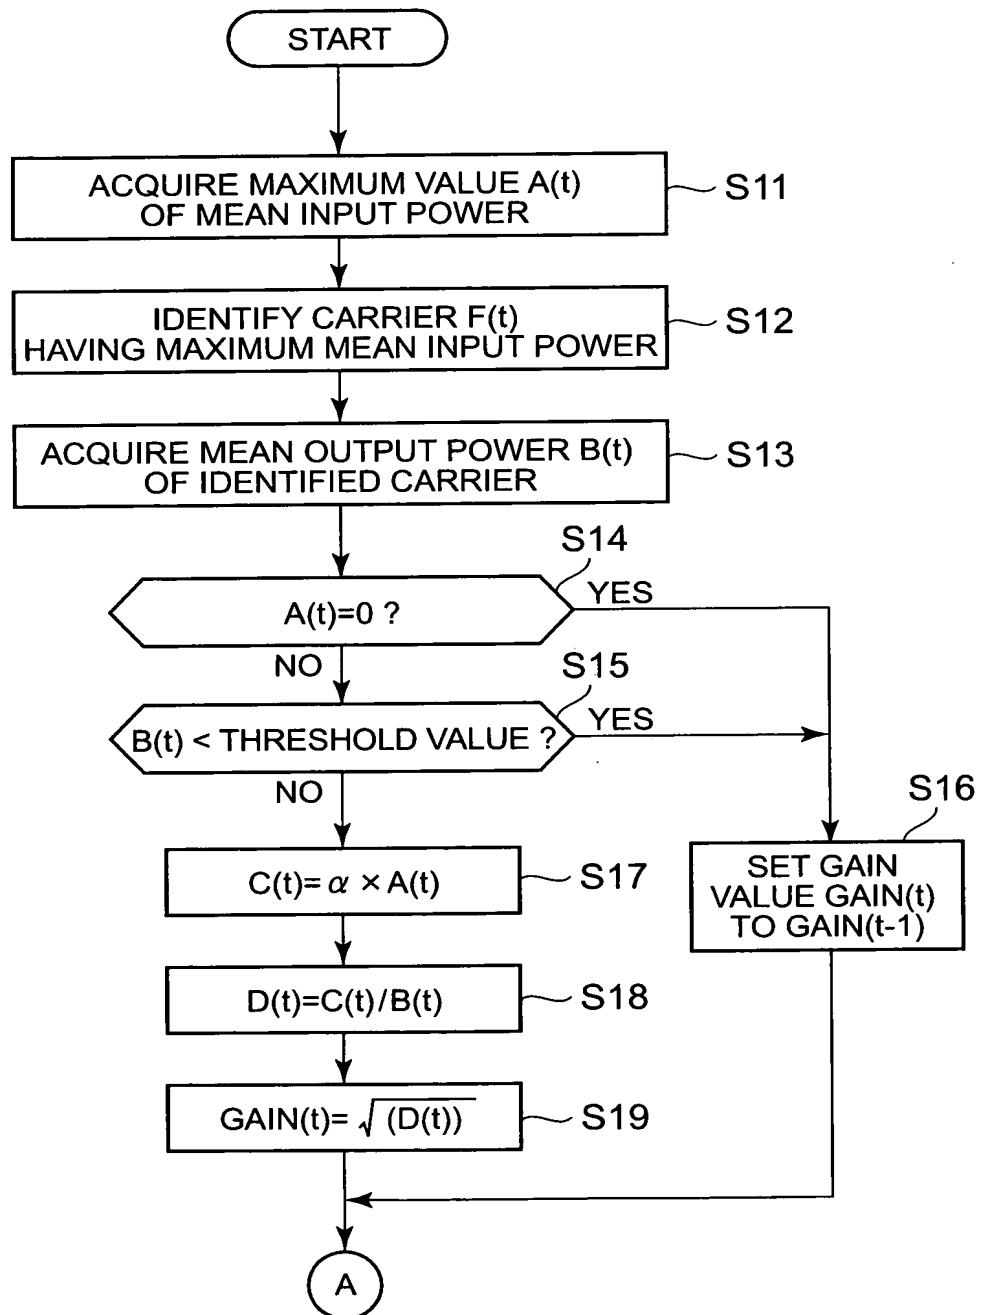 START
ACQUIRE MAXIMUM VALUE A(t)
OF MEAN INPUT POWER
S11
IDENTIFY CARRIER F(t)
HAVING MAXIMUM MEAN INPUT POWER
S12
ACQUIRE MEAN OUTPUT POWER B(t)
OF IDENTIFIED CARRIER
S13
S14
A(t)=0 ?
YES
NO
S15
B(t) < THRESHOLD VALUE ?
YES
NO
S16
SET GAIN
VALUE GAIN(t)
TO GAIN(t-1)
C(t)= α × A(t)
S17
D(t)=C(t)/B(t)
S18
GAIN(t)= √(D(t))
S19
A